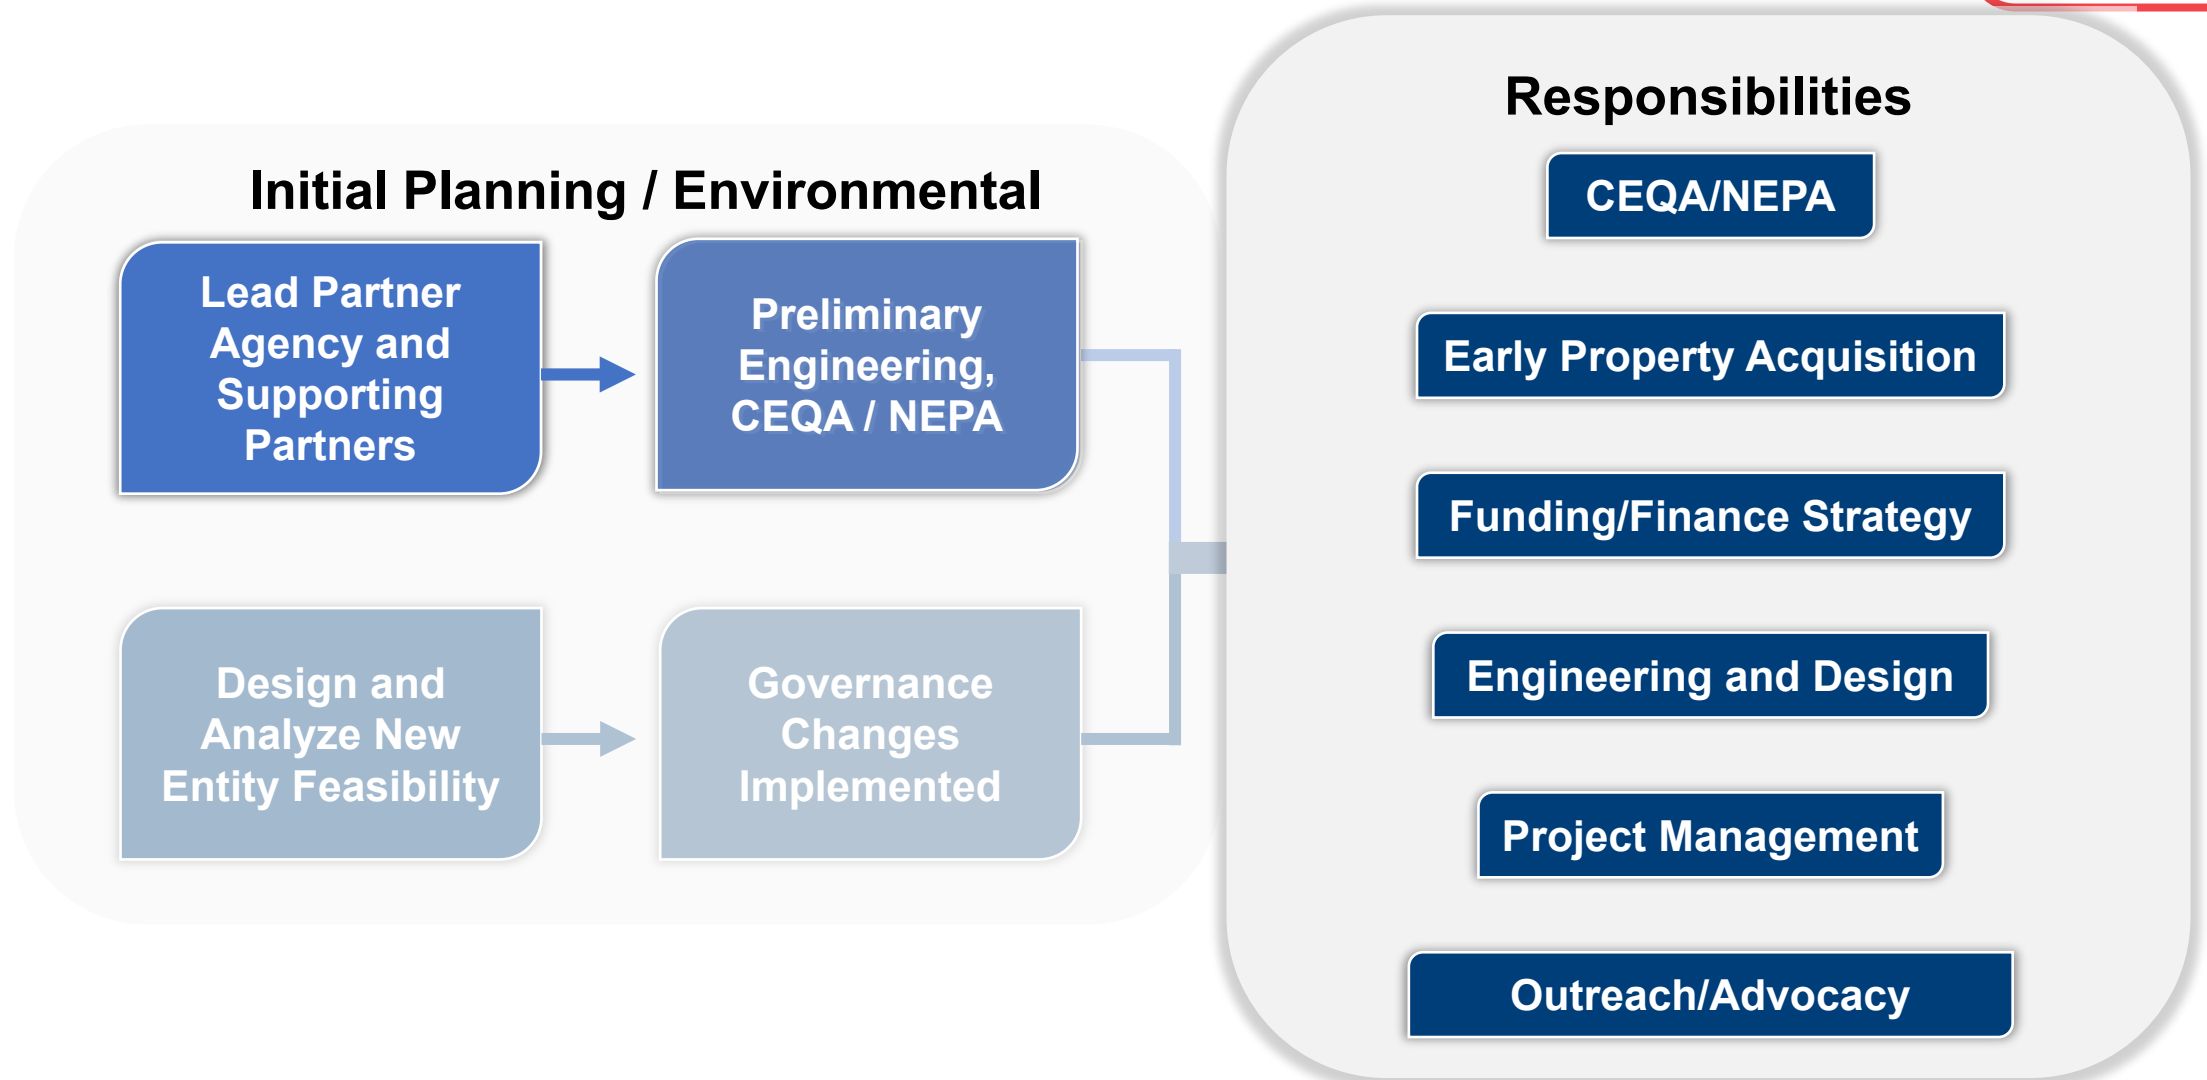 Initial Planning / Environmental
Lead Partner
Agency and
Supporting
Partners
Preliminary
Engineering,
CEQA / NEPA
Design and
Analyze New
Entity Feasibility
Governance
Changes
Implemented
Responsibilities
CEQA/NEPA
Early Property Acquisition
Funding/Finance Strategy
Engineering and Design
Project Management
Outreach/Advocacy